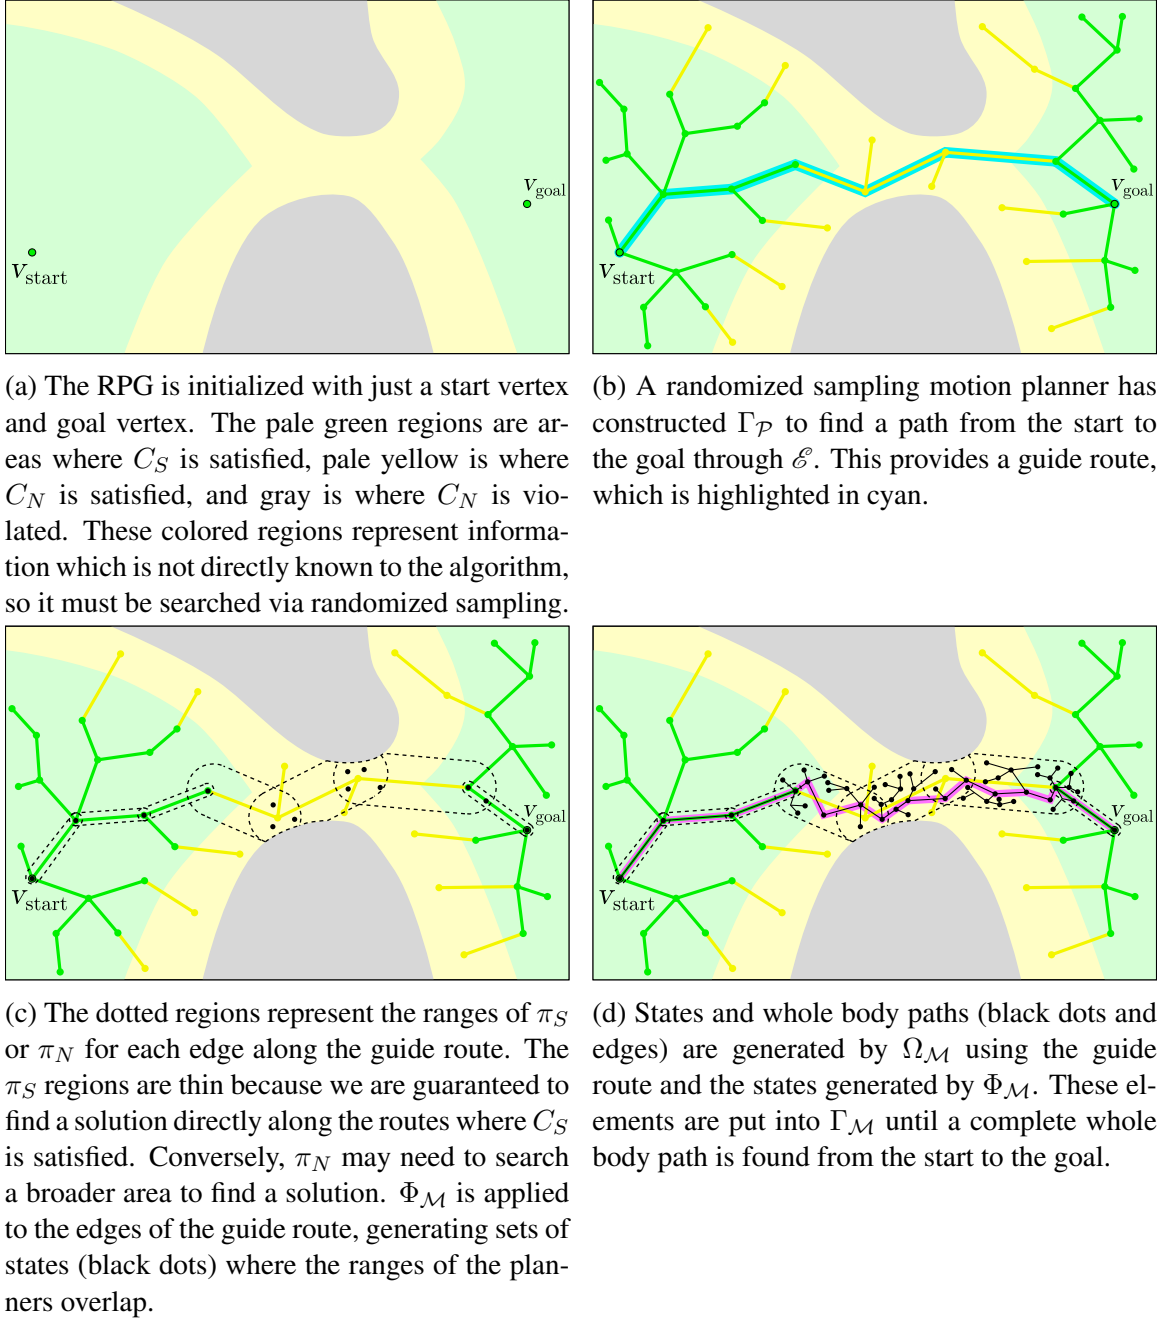 V_goal
V_start
V_goal
V_start
(a) The RPG is initialized with just a start vertex
and goal vertex. The pale green regions are ar-
eas where C_S is satisfied, pale yellow is where
C_N is satisfied, and gray is where C_N is vio-
lated. These colored regions represent informa-
tion which is not directly known to the algorithm,
so it must be searched via randomized sampling.
(b) A randomized sampling motion planner has
constructed Γ_𝒫 to find a path from the start to
the goal through ℰ. This provides a guide route,
which is highlighted in cyan.
V_goal
V_start
V_goal
V_start
(c) The dotted regions represent the ranges of π_S
or π_N for each edge along the guide route. The
π_S regions are thin because we are guaranteed to
find a solution directly along the routes where C_S
is satisfied. Conversely, π_N may need to search
a broader area to find a solution. Φ_ℳ is applied
to the edges of the guide route, generating sets of
states (black dots) where the ranges of the plan-
ners overlap.
(d) States and whole body paths (black dots and
edges) are generated by Ω_ℳ using the guide
route and the states generated by Φ_ℳ. These el-
ements are put into Γ_ℳ until a complete whole
body path is found from the start to the goal.